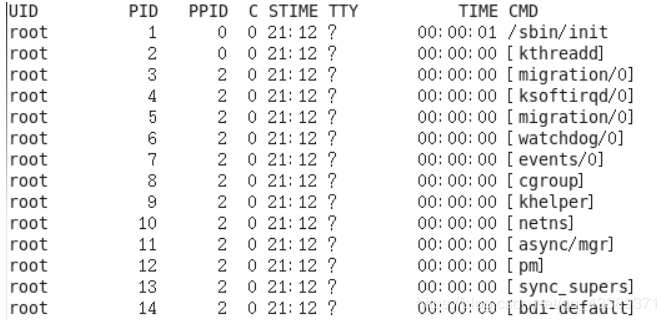 UID PID PPID C STIME TTY TIME CMD
root 1 0 0 21:12 ? 00:00:01 /sbin/init
root 2 0 0 21:12 ? 00:00:00 [kthreadd]
root 3 2 0 21:12 ? 00:00:00 [migration/0]
root 4 2 0 21:12 ? 00:00:00 [ksoftirqd/0]
root 5 2 0 21:12 ? 00:00:00 [migration/0]
root 6 2 0 21:12 ? 00:00:00 [watchdog/0]
root 7 2 0 21:12 ? 00:00:00 [events/0]
root 8 2 0 21:12 ? 00:00:00 [cgroup]
root 9 2 0 21:12 ? 00:00:00 [khelper]
root 10 2 0 21:12 ? 00:00:00 [netns]
root 11 2 0 21:12 ? 00:00:00 [async/mgr]
root 12 2 0 21:12 ? 00:00:00 [pm]
root 13 2 0 21:12 ? 00:00:00 [sync_supers]
root 14 2 0 21:12 ? 00:00:00 [bdi-default]